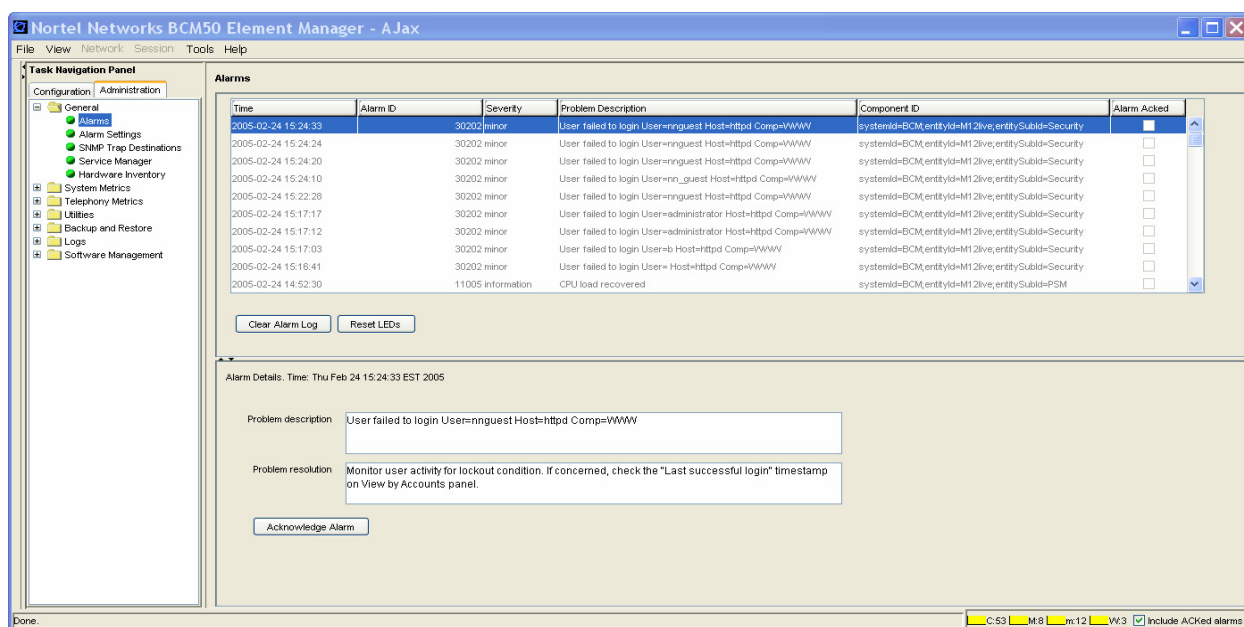 Nortel Networks BCM50 Element Manager - AJax
File View Network Session Tools Help
Task Navigation Panel
Configuration Administration
General
Alarms
Alarm Settings
SNMP Trap Destinations
Service Manager
Hardware Inventory
System Metrics
Telephony Metrics
Utilities
Backup and Restore
Logs
Software Management
Alarms
Time Alarm ID Severity Problem Description Component ID Alarm Acked
2005-02-24 15:24:33 30202 minor User failed to login User=nnguest Host=httpd Comp=WWW systemId=BCM;entityId=M12live;entitySubId=Security
2005-02-24 15:24:24 30202 minor User failed to login User=nnguest Host=httpd Comp=WWW systemId=BCM;entityId=M12live;entitySubId=Security
2005-02-24 15:24:20 30202 minor User failed to login User=nnguest Host=httpd Comp=WWW systemId=BCM;entityId=M12live;entitySubId=Security
2005-02-24 15:24:10 30202 minor User failed to login User=nn_guest Host=httpd Comp=WWW systemId=BCM;entityId=M12live;entitySubId=Security
2005-02-24 15:22:28 30202 minor User failed to login User=nnguest Host=httpd Comp=WWW systemId=BCM;entityId=M12live;entitySubId=Security
2005-02-24 15:17:17 30202 minor User failed to login User=administrator Host=httpd Comp=WWW systemId=BCM;entityId=M12live;entitySubId=Security
2005-02-24 15:17:12 30202 minor User failed to login User=administrator Host=httpd Comp=WWW systemId=BCM;entityId=M12live;entitySubId=Security
2005-02-24 15:17:03 30202 minor User failed to login User=b Host=httpd Comp=WWW systemId=BCM;entityId=M12live;entitySubId=Security
2005-02-24 15:16:41 30202 minor User failed to login User= Host=httpd Comp=WWW systemId=BCM;entityId=M12live;entitySubId=Security
2005-02-24 14:52:30 11005 information CPU load recovered systemId=BCM;entityId=M12live;entitySubId=PSM
Clear Alarm Log Reset LEDs
Alarm Details. Time: Thu Feb 24 15:24:33 EST 2005
Problem description User failed to login User=nnguest Host=httpd Comp=WWW
Problem resolution Monitor user activity for lockout condition. If concerned, check the "Last successful login" timestamp
on View by Accounts panel.
Acknowledge Alarm
Done. C:53 M:8 m:12 W:3 Include ACKed alarms